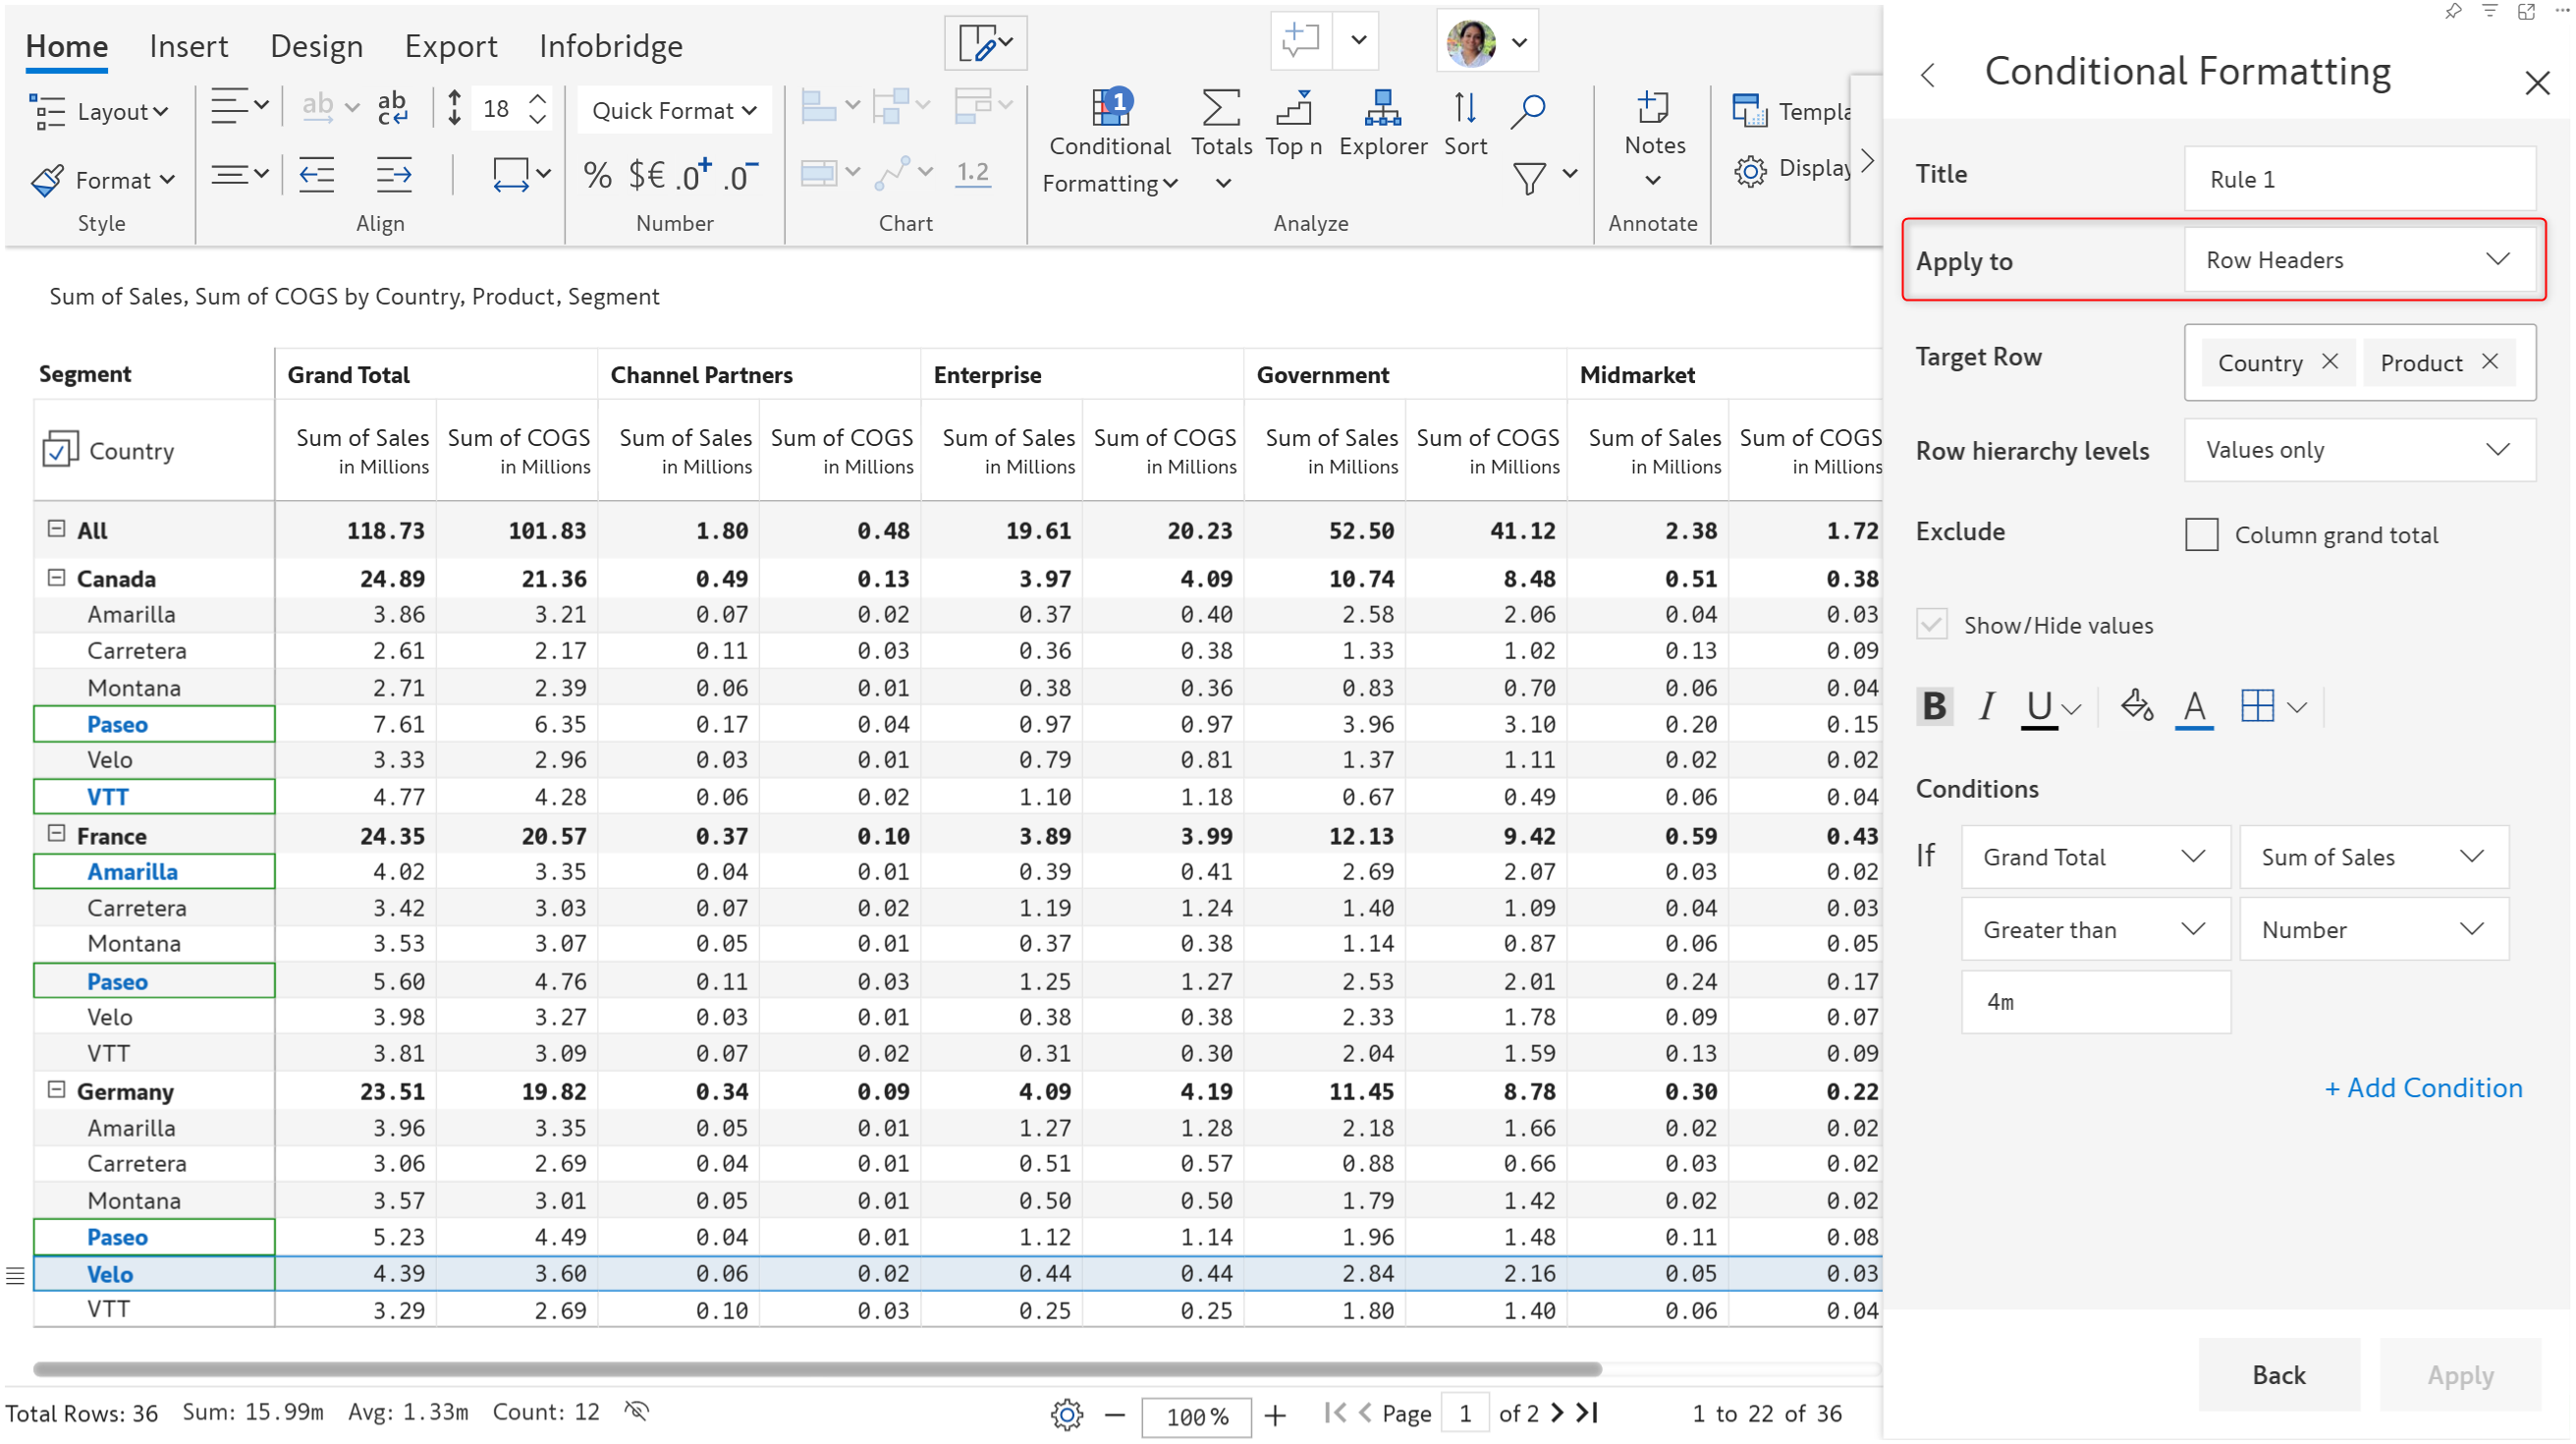 Home Insert Design Export Infobridge
Layout ab ab c 18 Quick Format 1
Conditional Formatting Totals Top n Explorer Sort Notes Templa
Format % $€ .0+ .0- 1.2 Display
Style Align Number Chart Analyze Annotate
Sum of Sales, Sum of COGS by Country, Product, Segment
Segment Grand Total Channel Partners Enterprise Government Midmarket
Country Sum of Sales Sum of COGS Sum of Sales Sum of COGS Sum of Sales Sum of COGS Sum of Sales Sum of COGS Sum of Sales Sum of COGS
in Millions in Millions in Millions in Millions in Millions in Millions in Millions in Millions in Millions in Millions
All 118.73 101.83 1.80 0.48 19.61 20.23 52.50 41.12 2.38 1.72
Canada 24.89 21.36 0.49 0.13 3.97 4.09 10.74 8.48 0.51 0.38
Amarilla 3.86 3.21 0.07 0.02 0.37 0.40 2.58 2.06 0.04 0.03
Carretera 2.61 2.17 0.11 0.03 0.36 0.38 1.33 1.02 0.13 0.09
Montana 2.71 2.39 0.06 0.01 0.38 0.36 0.83 0.70 0.06 0.04
Paseo 7.61 6.35 0.17 0.04 0.97 0.97 3.96 3.10 0.20 0.15
Velo 3.33 2.96 0.03 0.01 0.79 0.81 1.37 1.11 0.02 0.02
VTT 4.77 4.28 0.06 0.02 1.10 1.18 0.67 0.49 0.06 0.04
France 24.35 20.57 0.37 0.10 3.89 3.99 12.13 9.42 0.59 0.43
Amarilla 4.02 3.35 0.04 0.01 0.39 0.41 2.69 2.07 0.03 0.02
Carretera 3.42 3.03 0.07 0.02 1.19 1.24 1.40 1.09 0.04 0.03
Montana 3.53 3.07 0.05 0.01 0.37 0.38 1.14 0.87 0.06 0.05
Paseo 5.60 4.76 0.11 0.03 1.25 1.27 2.53 2.01 0.24 0.17
Velo 3.98 3.27 0.03 0.01 0.38 0.38 2.33 1.78 0.09 0.07
VTT 3.81 3.09 0.07 0.02 0.31 0.30 2.04 1.59 0.13 0.09
Germany 23.51 19.82 0.34 0.09 4.09 4.19 11.45 8.78 0.30 0.22
Amarilla 3.96 3.35 0.05 0.01 1.27 1.28 2.18 1.66 0.02 0.02
Carretera 3.06 2.69 0.04 0.01 0.51 0.57 0.88 0.66 0.03 0.02
Montana 3.57 3.01 0.05 0.01 0.50 0.50 1.79 1.42 0.02 0.02
Paseo 5.23 4.49 0.04 0.01 1.12 1.14 1.96 1.48 0.11 0.08
Velo 4.39 3.60 0.06 0.02 0.44 0.44 2.84 2.16 0.05 0.03
VTT 3.29 2.69 0.10 0.03 0.25 0.25 1.80 1.40 0.06 0.04
Total Rows: 36 Sum: 15.99m Avg: 1.33m Count: 12 100% Page 1 of 2 1 to 22 of 36
Conditional Formatting
Title Rule 1
Apply to Row Headers
Target Row Country Product
Row hierarchy levels Values only
Exclude Column grand total
Show/Hide values
B I U A
Conditions
If Grand Total Sum of Sales
Greater than Number
4m
+ Add Condition
Back Apply